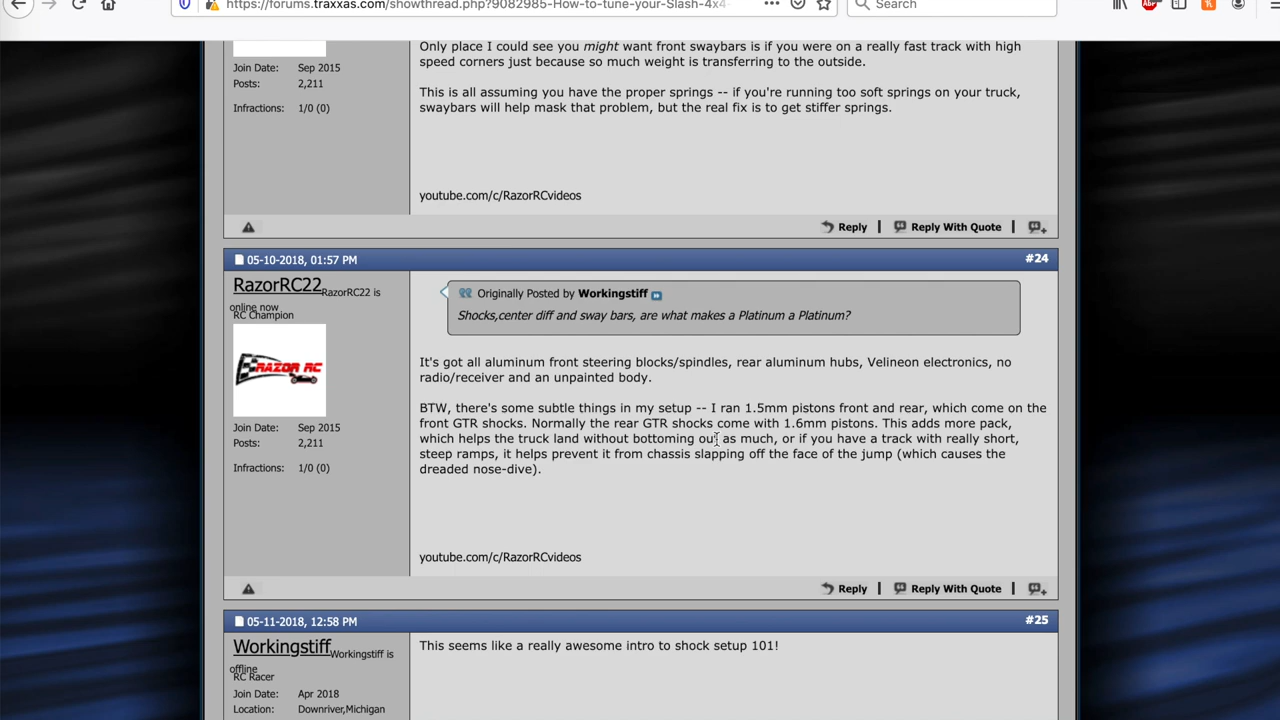 https://forums.traxxas.com/showthread.php?9082985-How-to-tune-your-Slash-4x4-
Search
Only place I could see you might want front swaybars is if you were on a really fast track with high
speed corners just because so much weight is transferring to the outside.
Join Date: Sep 2015
Posts: 2,211
Infractions: 1/0 (0)
This is all assuming you have the proper springs -- if you're running too soft springs on your truck,
swaybars will help mask that problem, but the real fix is to get stiffer springs.
youtube.com/c/RazorRCvideos
Reply | Reply With Quote |
05-10-2018, 01:57 PM #24
RazorRC22 RazorRC22 is
online now
RC Champion
RAZOR RC
Join Date: Sep 2015
Posts: 2,211
Infractions: 1/0 (0)
Originally Posted by Workingstiff
Shocks,center diff and sway bars, are what makes a Platinum a Platinum?
It's got all aluminum front steering blocks/spindles, rear aluminum hubs, Velineon electronics, no
radio/receiver and an unpainted body.
BTW, there's some subtle things in my setup -- I ran 1.5mm pistons front and rear, which come on the
front GTR shocks. Normally the rear GTR shocks come with 1.6mm pistons. This adds more pack,
which helps the truck land without bottoming out as much, or if you have a track with really short,
steep ramps, it helps prevent it from chassis slapping off the face of the jump (which causes the
dreaded nose-dive).
youtube.com/c/RazorRCvideos
Reply | Reply With Quote |
05-11-2018, 12:58 PM #25
Workingstiff Workingstiff is
offline
RC Racer
Join Date: Apr 2018
Location: Downriver,Michigan
This seems like a really awesome intro to shock setup 101!